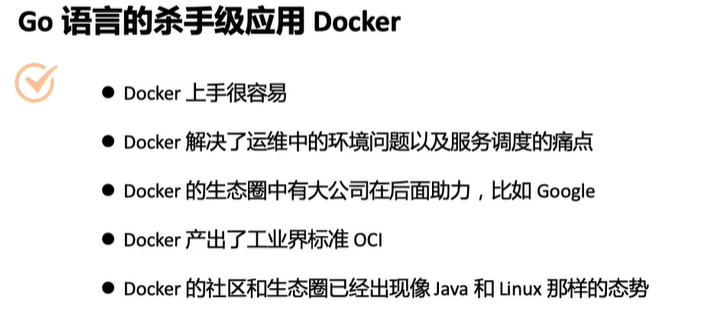 Go 语言的杀手级应用 Docker
● Docker 上手很容易
● Docker 解决了运维中的环境问题以及服务调度的痛点
● Docker 的生态圈中有大公司在后面助力，比如 Google
● Docker 产出了工业界标准 OCI
● Docker 的社区和生态圈已经出现像 Java 和 Linux 那样的态势